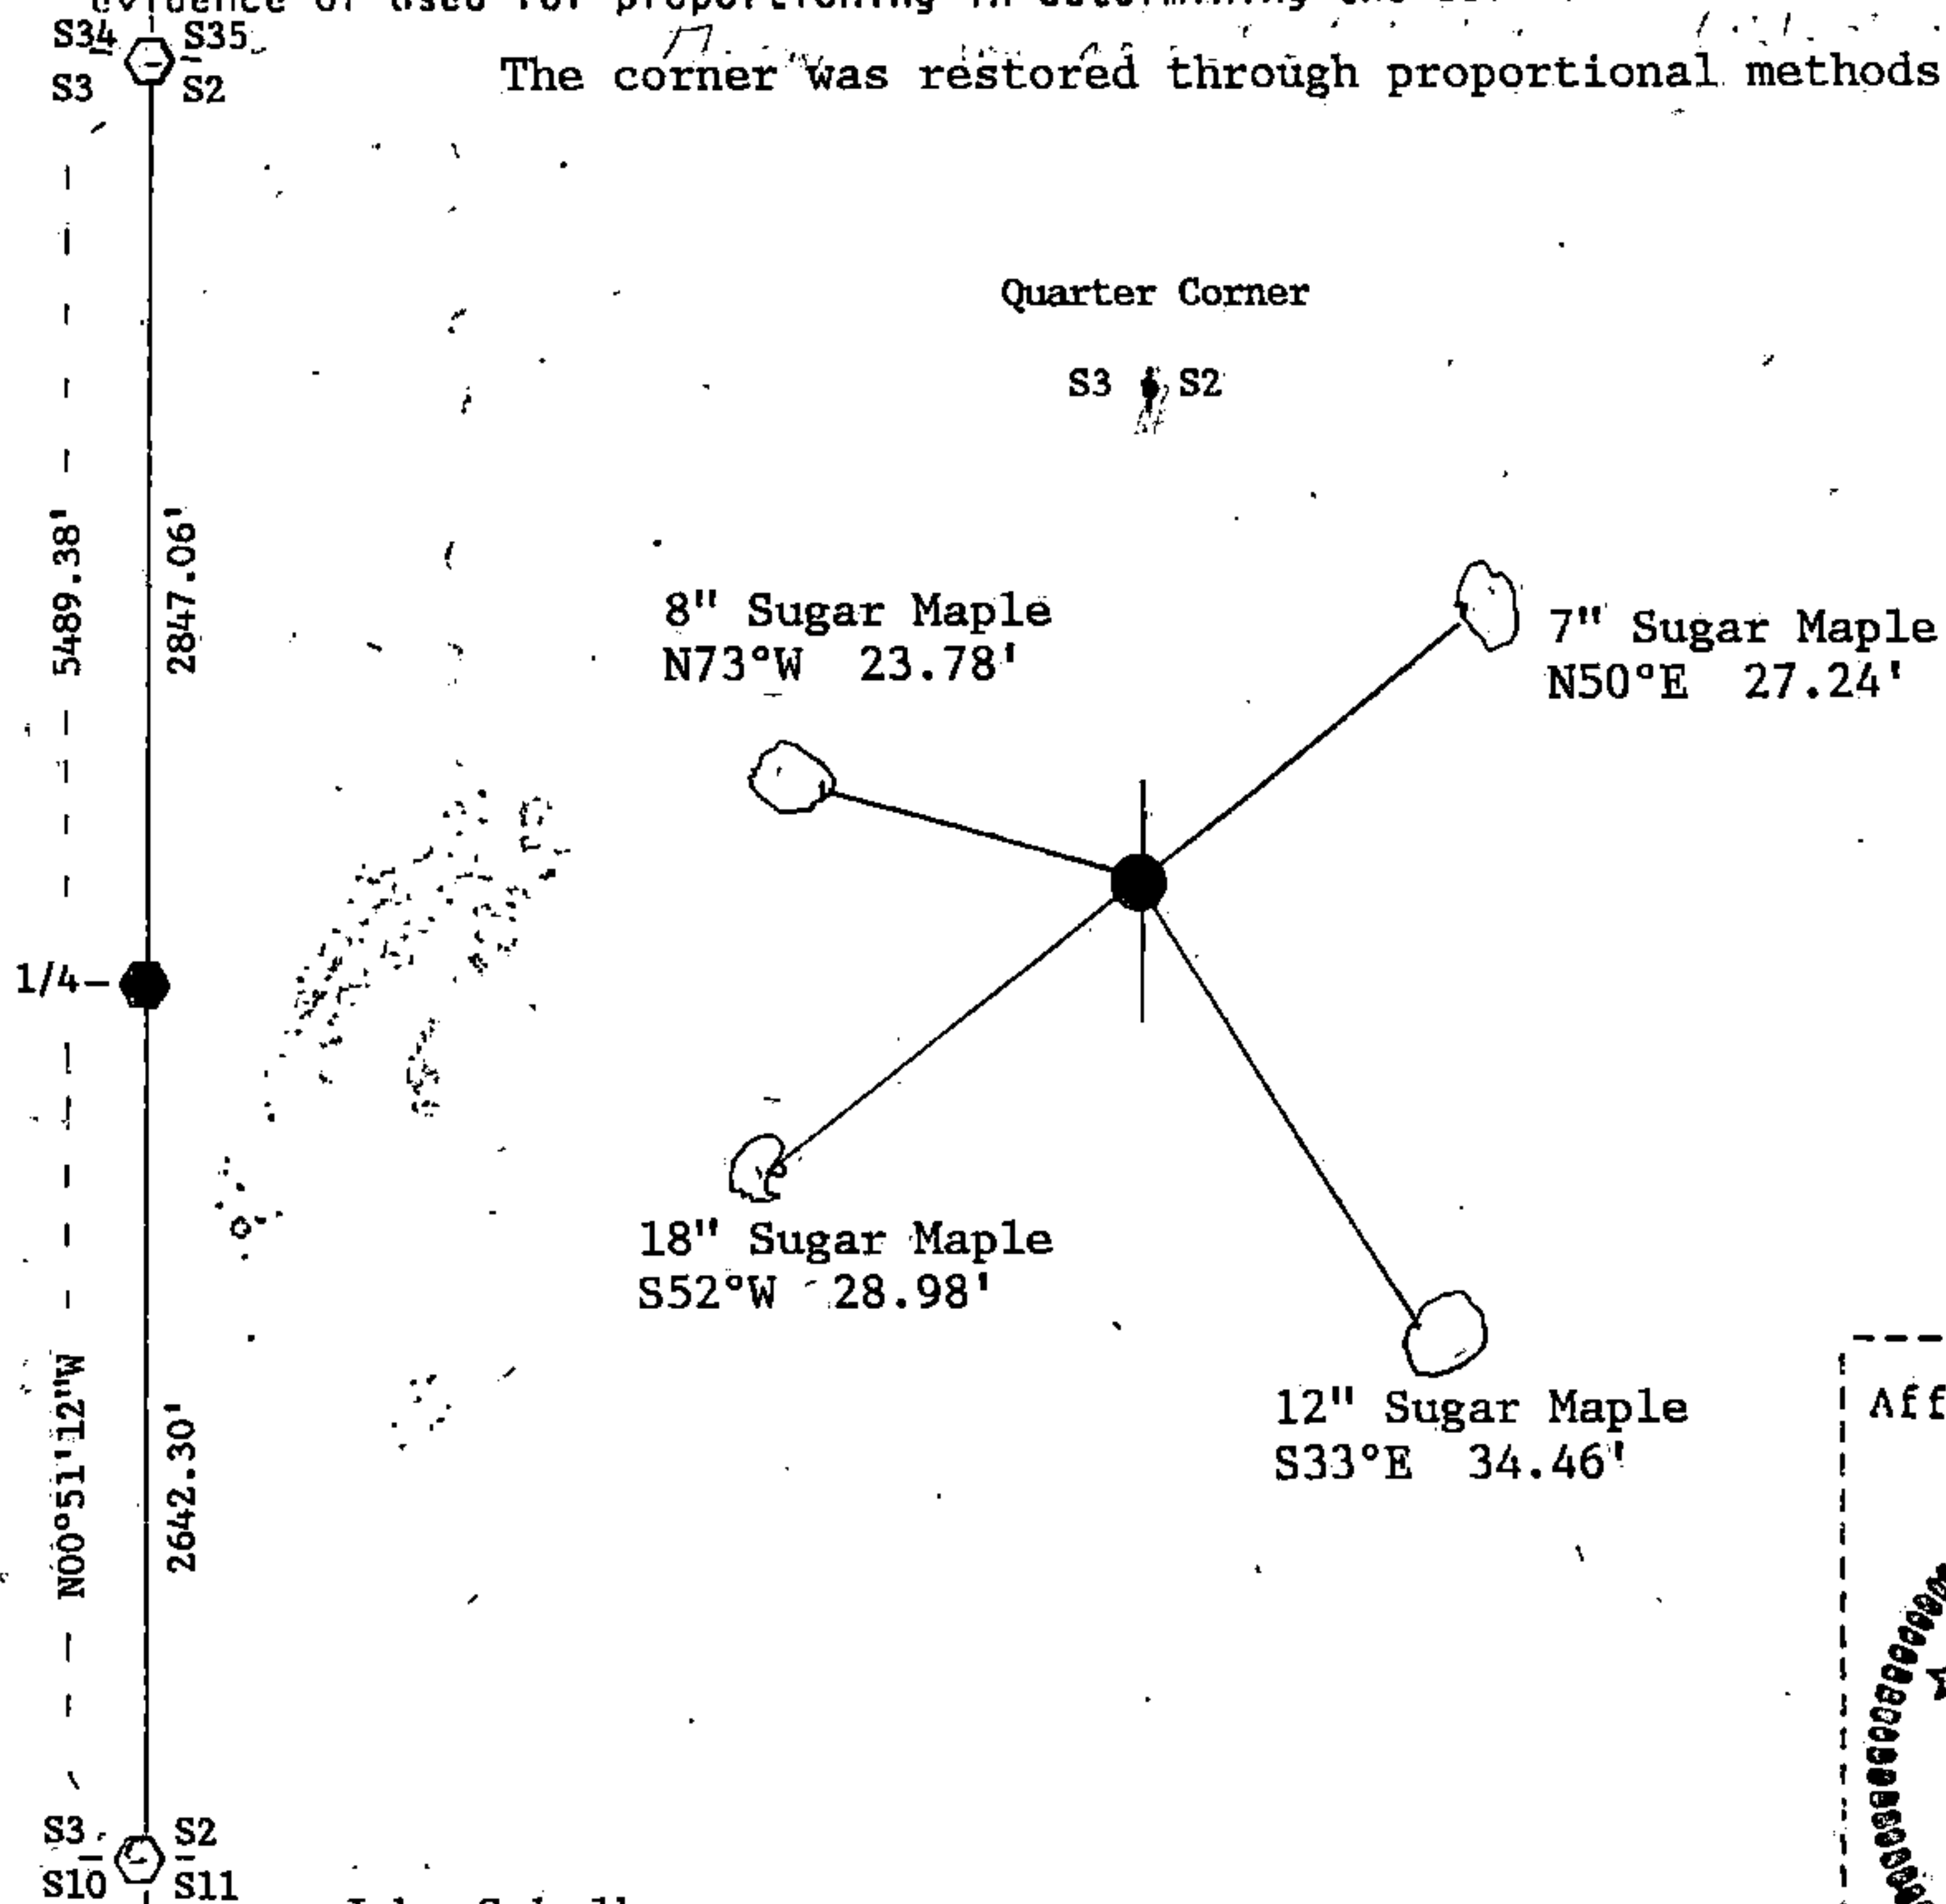 The corner was restored through proportional methods
S34 S35
S3 S2
Quarter Corner
S3 S2
5489.38'
2847.06'
8" Sugar Maple
N73°W 23.78'
7" Sugar Maple
N50°E 27.24'
1/4
18" Sugar Maple
S52°W 28.98'
12" Sugar Maple
S33°E 34.46'
N00°51'12"W
2642.30'
Aff
S3 S2
S10 S11